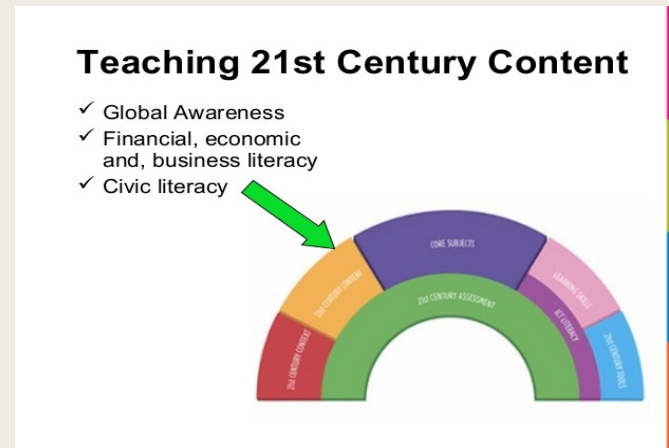 Teaching 21st Century Content
✓ Global Awareness
✓ Financial, economic
and, business literacy
✓ Civic literacy
CORE SUBJECTS
21st CENTURY CONTENT
LEARNING SKILLS
21st CENTURY ASSESSMENT
ICT LITERACY
21st CENTURY CONTEXT
21st CENTURY TOOLS